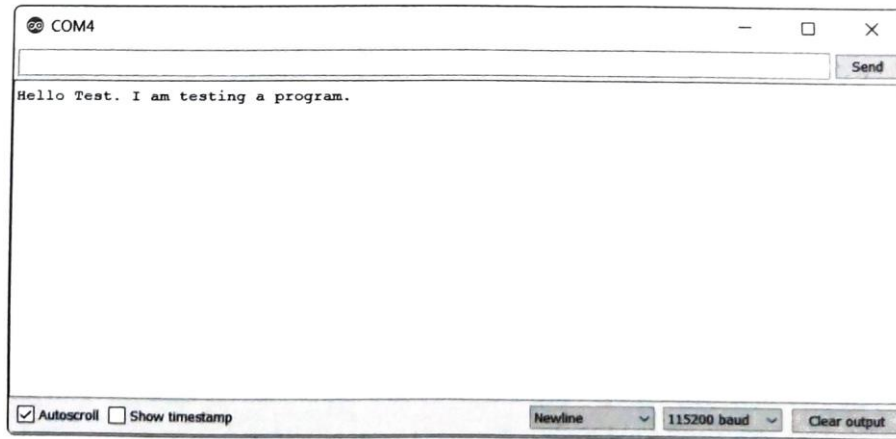 COM4
Send
Hello Test. I am testing a program.
Autoscroll Show timestamp Newline 115200 baud Clear output